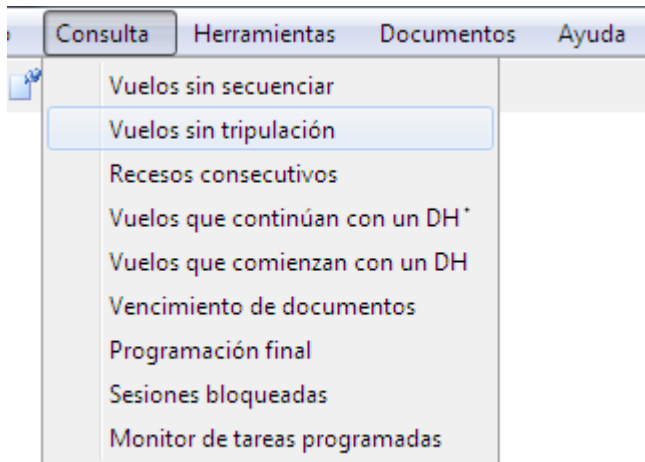 Consulta Herramientas Documentos Ayuda
Vuelos sin secuenciar
Vuelos sin tripulación
Recesos consecutivos
Vuelos que continúan con un DH*
Vuelos que comienzan con un DH
Vencimiento de documentos
Programación final
Sesiones bloqueadas
Monitor de tareas programadas